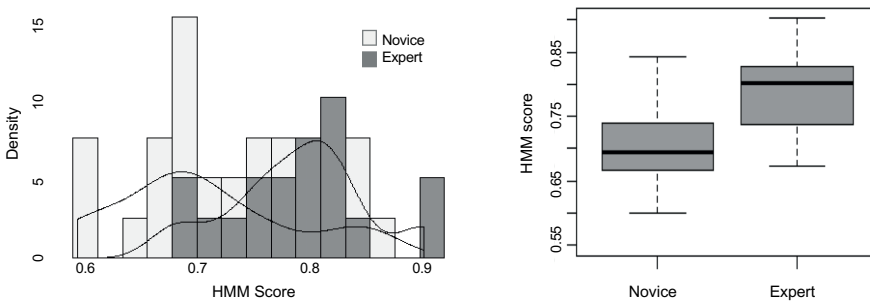 15
10
5
0
Density
Novice
Expert
0.6 0.7 0.8 0.9
HMM Score
0.85
0.75
0.65
0.55
HMM score
Novice Expert